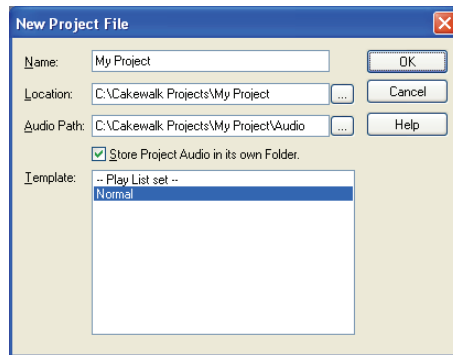 New Project File
Name: My Project OK
Location: C:\Cakewalk Projects\My Project ... Cancel
Audio Path: C:\Cakewalk Projects\My Project\Audio ... Help
Store Project Audio in its own Folder.
Template: -- Play List set --
Normal